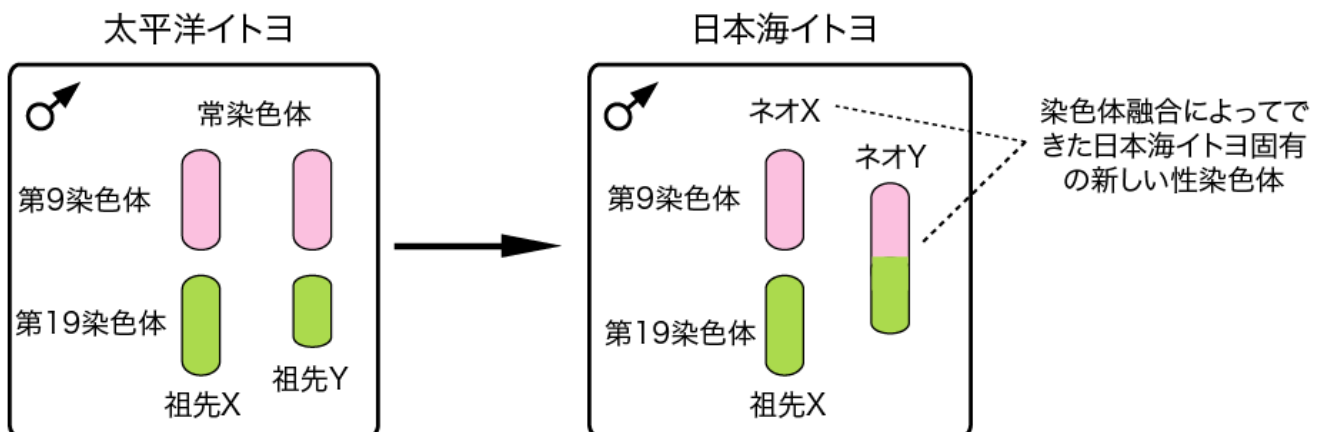 太平洋イトヨ
常染色体
第9染色体
第19染色体
祖先X
祖先Y
日本海イトヨ
ネオX
ネオY
第9染色体
第19染色体
祖先X
染色体融合によってで
きた日本海イトヨ固有
の新しい性染色体